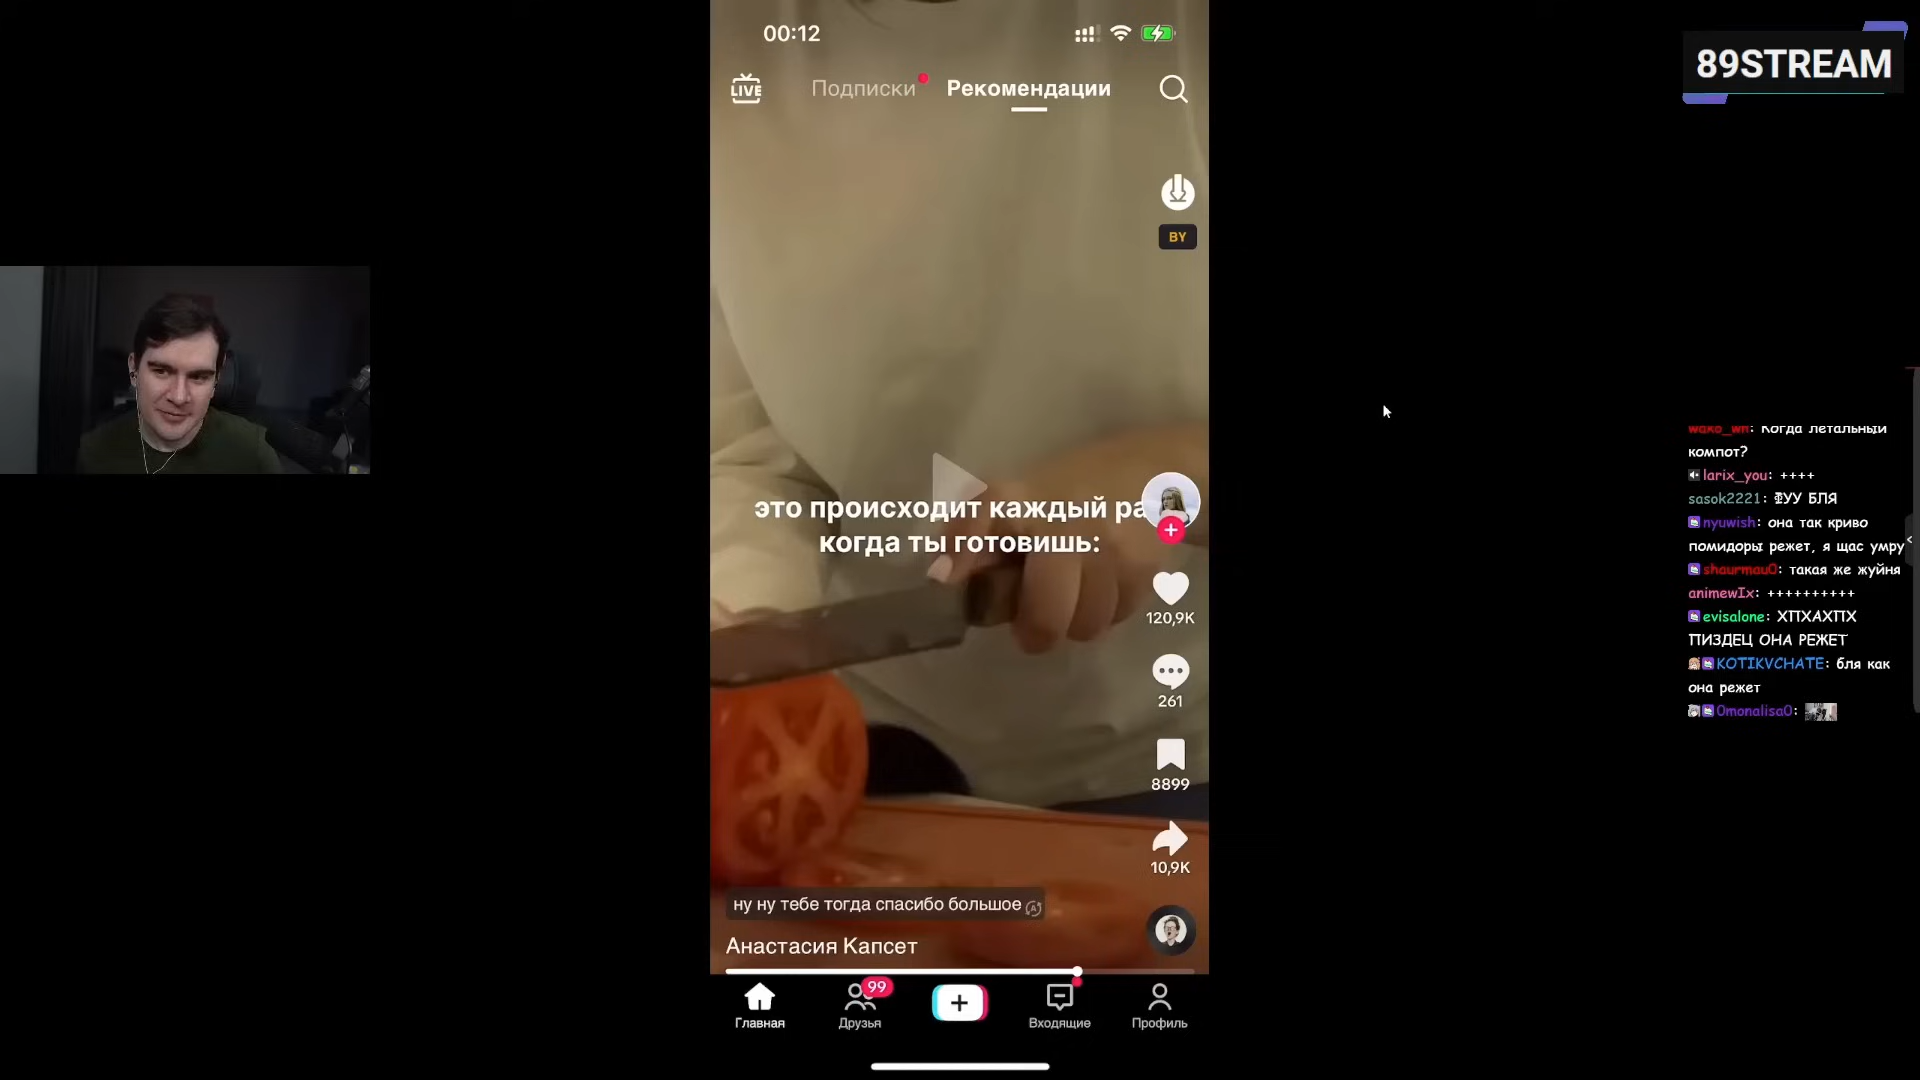 00:12
LIVE
Подписки
Рекомендации
BY
это происходит каждый ра
когда ты готовишь:
120,9K
261
8899
10,9K
ну ну тебе тогда спасибо большое
Анастасия Капсет
99
Главная
Друзья
Входящие
Профиль
89STREAM
wako_wn: Когда летальный
компот?
larix_you: ++++
sasok2221: ФУУ БЛЯ
nyuwish: она так криво
помидоры режет, я щас умру
shaurmau0: такая же жуйня
animewIx: ++++++++++
evisalone: ХПХАХПХ
ПИЗДЕЦ ОНА РЕЖЕТ
KOTIKVCHATE: бля как
она режет
0monalisa0: